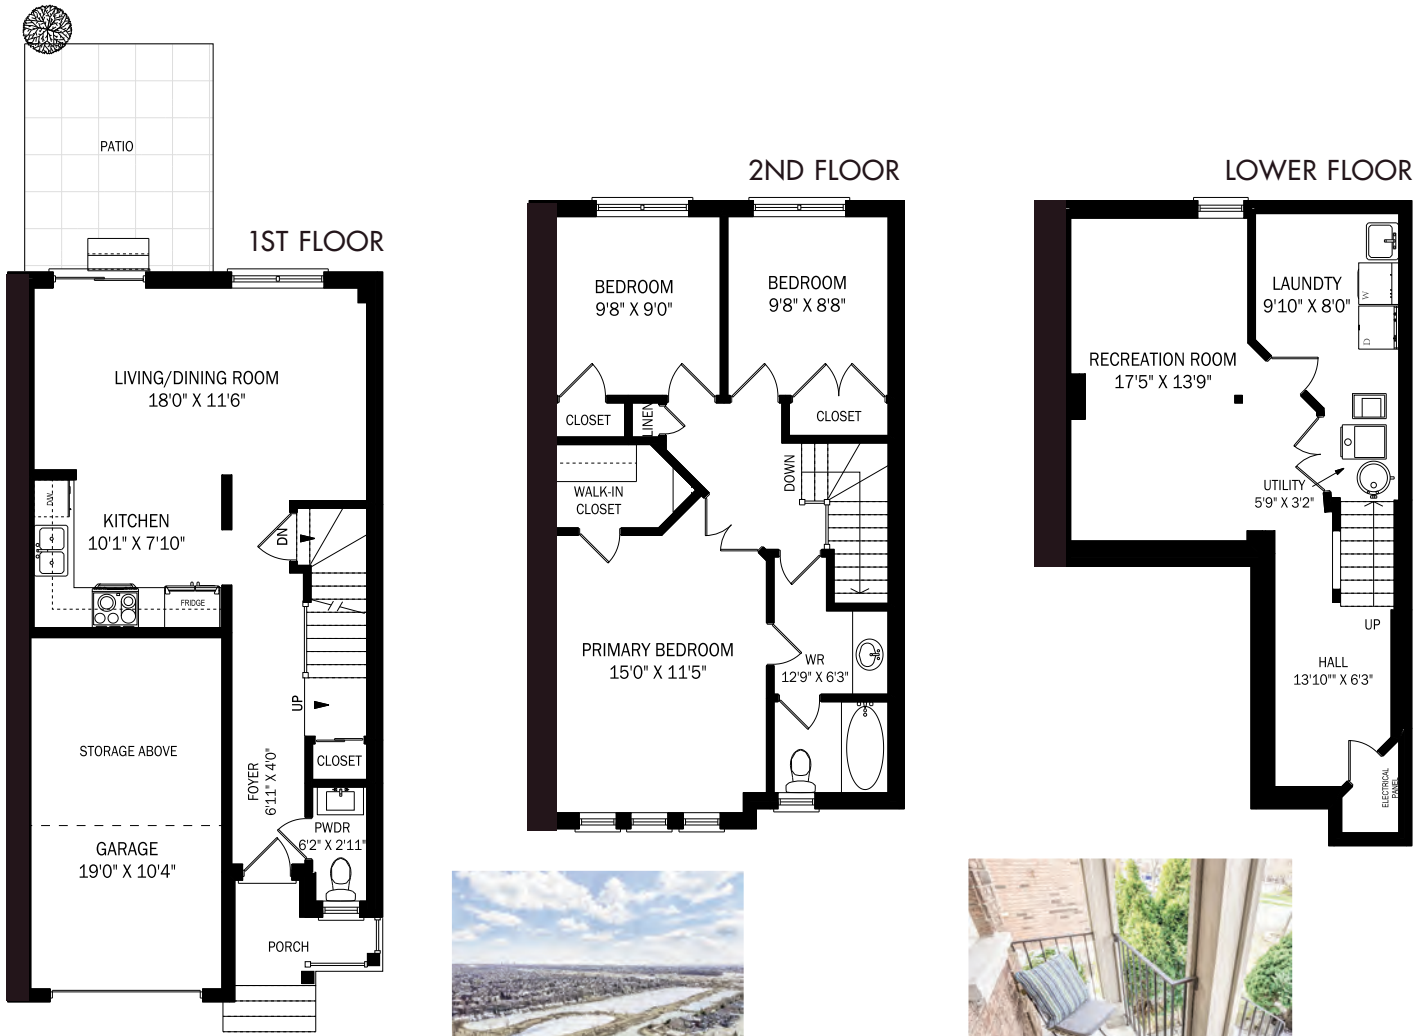 PATIO
1ST FLOOR
LIVING/DINING ROOM
18'0" X 11'6"
DW
KITCHEN
10'1" X 7'10"
FRIDGE
DN
UP
STORAGE ABOVE
CLOSET
FOYER
6'11" X 4'0"
PWDR
6'2" X 2'11"
GARAGE
19'0" X 10'4"
PORCH
2ND FLOOR
BEDROOM
9'8" X 9'0"
BEDROOM
9'8" X 8'8"
CLOSET
LINEN
CLOSET
WALK-IN
CLOSET
DOWN
PRIMARY BEDROOM
15'0" X 11'5"
WR
12'9" X 6'3"
LOWER FLOOR
LAUNDTY
9'10" X 8'0"
W
D
RECREATION ROOM
17'5" X 13'9"
UTILITY
5'9" X 3'2"
UP
HALL
13'10"" X 6'3"
ELECTRICAL
PANEL